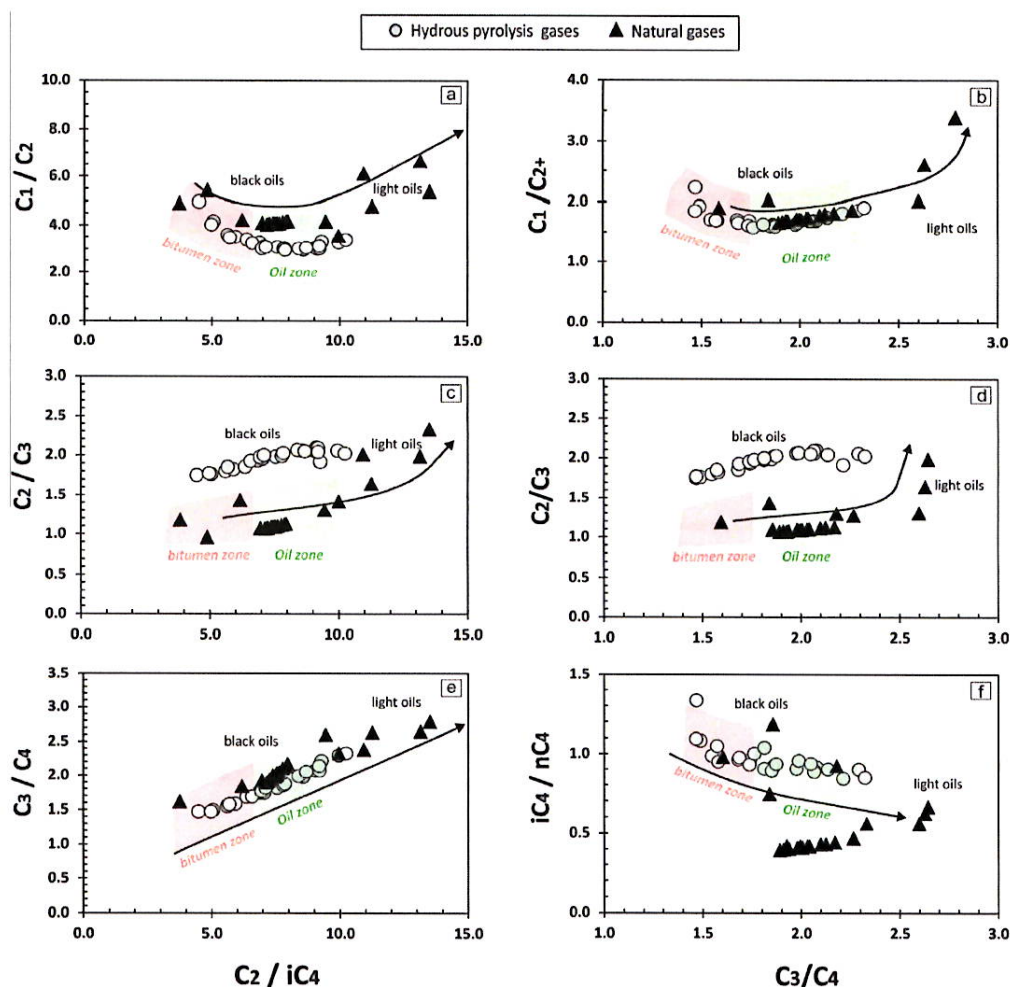 Hydrous pyrolysis gases Natural gases
a
C1 / C2
10.0
8.0
6.0
4.0
2.0
0.0
black oils
light oils
bitumen zone
Oil zone
0.0 5.0 10.0 15.0
b
C1 / C2+
4.0
3.0
2.0
1.0
0.0
black oils
light oils
bitumen zone
Oil zone
1.0 1.5 2.0 2.5 3.0
c
C2 / C3
3.0
2.5
2.0
1.5
1.0
0.5
0.0
black oils
light oils
bitumen zone
Oil zone
0.0 5.0 10.0 15.0
d
C2/C3
3.0
2.5
2.0
1.5
1.0
0.5
0.0
black oils
light oils
bitumen zone
Oil zone
1.0 1.5 2.0 2.5 3.0
e
C3 / C4
3.5
3.0
2.5
2.0
1.5
1.0
0.5
0.0
light oils
black oils
Oil zone
bitumen zone
0.0 5.0 10.0 15.0
C2 / iC4
f
iC4 / nC4
1.5
1.0
0.5
0.0
black oils
light oils
bitumen zone
Oil zone
1.0 1.5 2.0 2.5 3.0
C3/C4